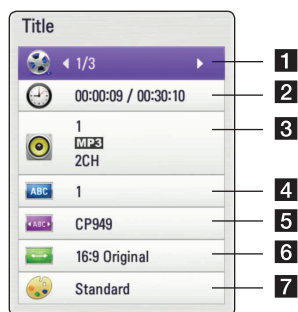 Title
1/3 1
00:00:09 / 00:30:10 2
1 3
MP3
2CH
ABC 1 4
ABC CP949 5
16:9 Original 6
Standard 7